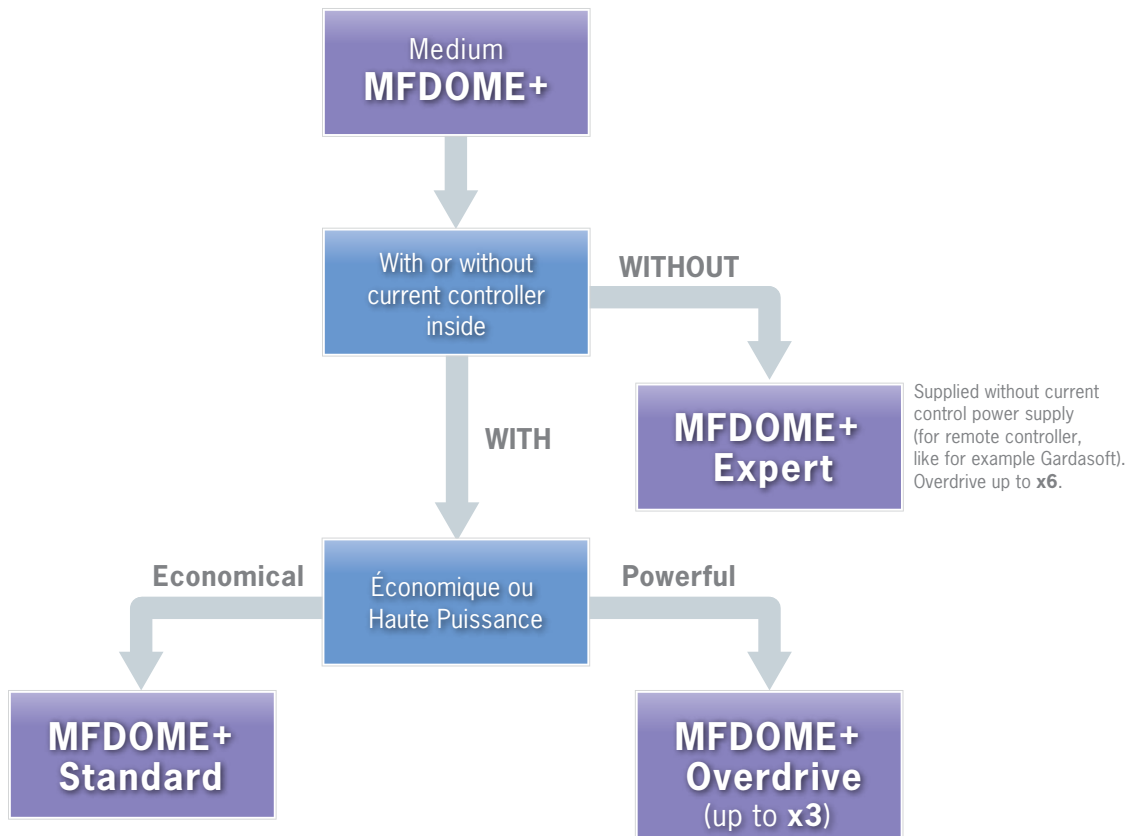 Medium
MFDOME+
With or without
current controller
inside
WITHOUT
MFDOME+
Expert
Supplied without current
control power supply
(for remote controller,
like for example Gardasoft).
Overdrive up to x6.
WITH
Économique ou
Haute Puissance
Economical
Powerful
MFDOME+
Standard
MFDOME+
Overdrive
(up to x3)